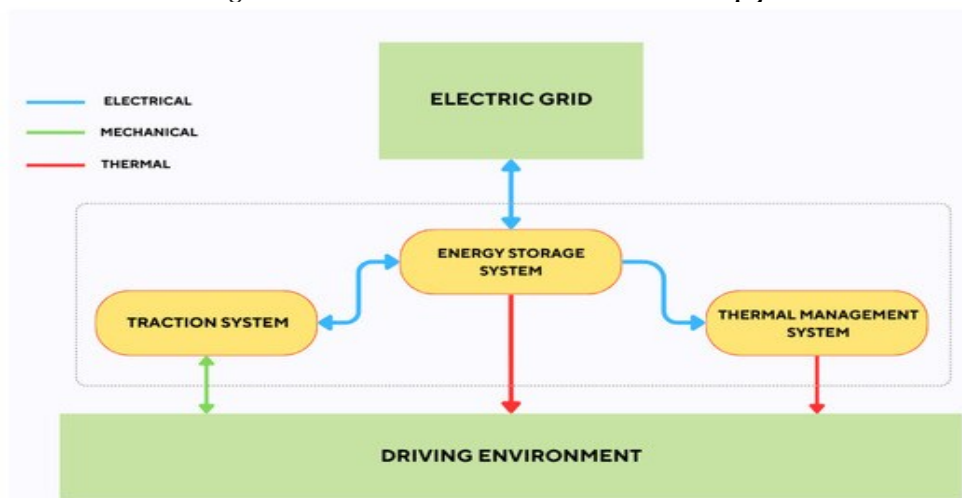 ELECTRIC GRID
ELECTRICAL
MECHANICAL
THERMAL
ENERGY STORAGE
SYSTEM
TRACTION SYSTEM
THERMAL MANAGEMENT
SYSTEM
DRIVING ENVIRONMENT